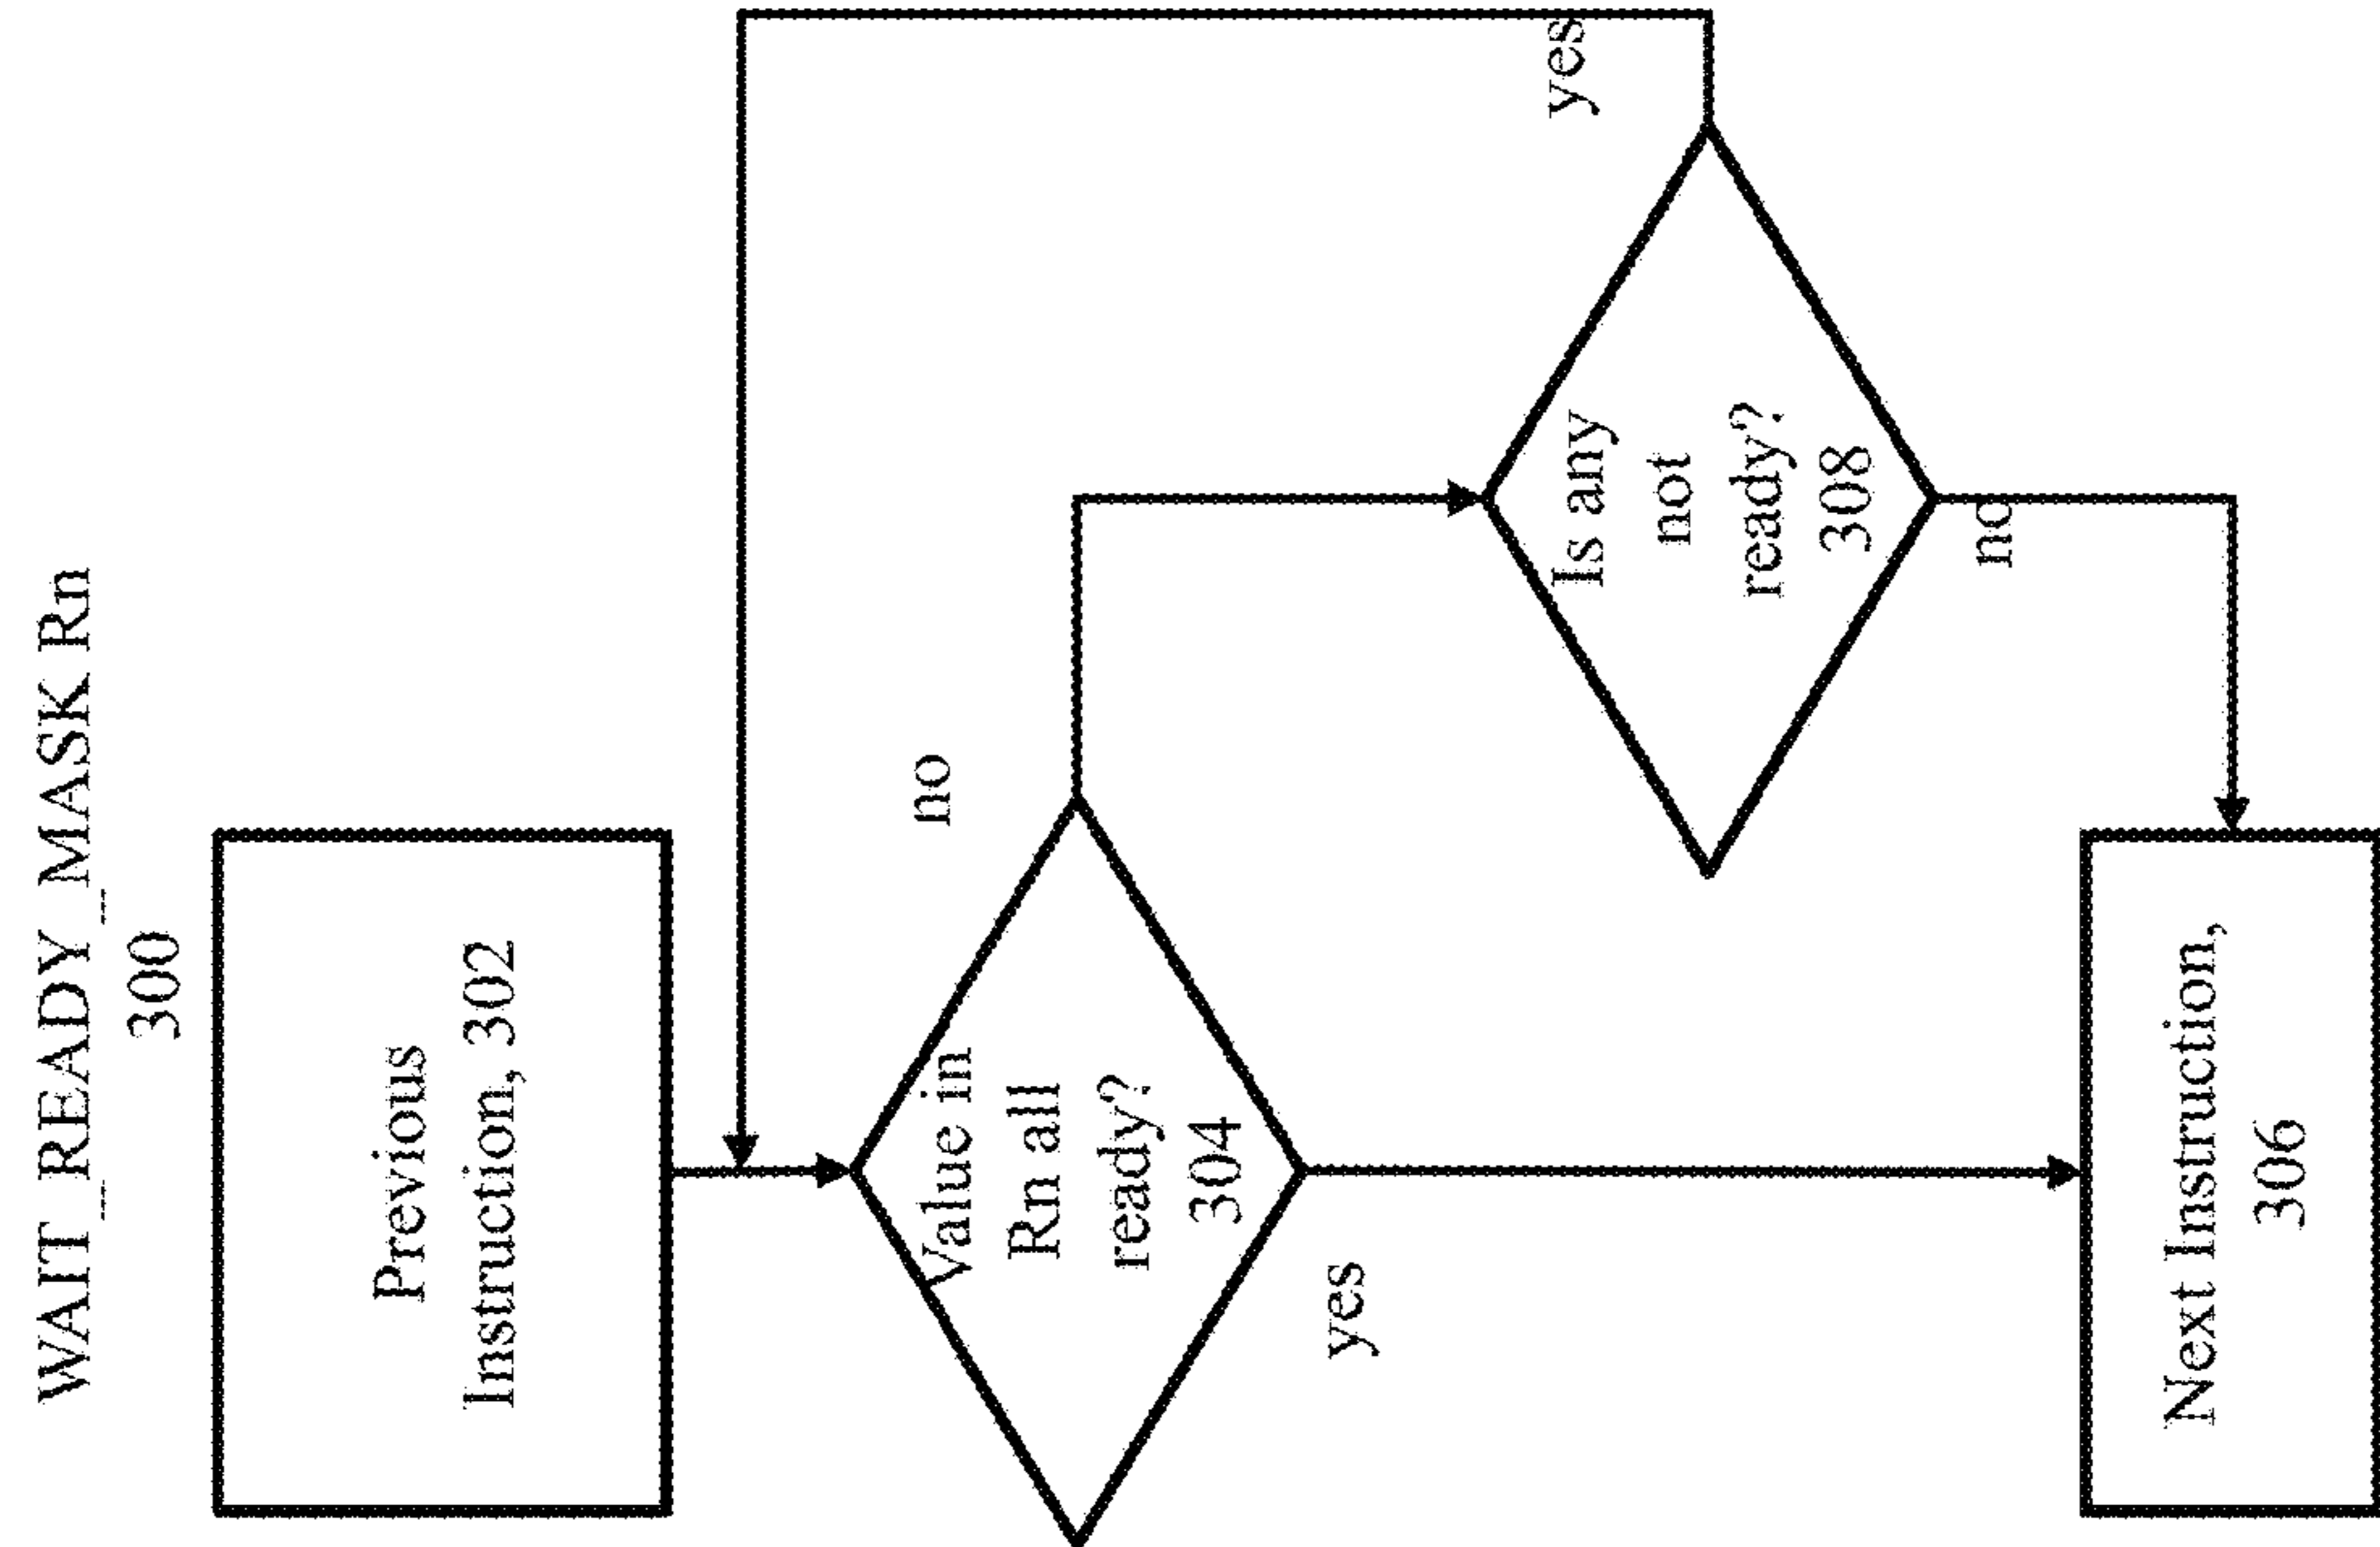 WAIT_READY_MASK Rn
300
Previous
Instruction, 302
Value in
Rn all
ready?
304
no
yes
Is any
not
ready?
308
yes
no
Next Instruction,
306